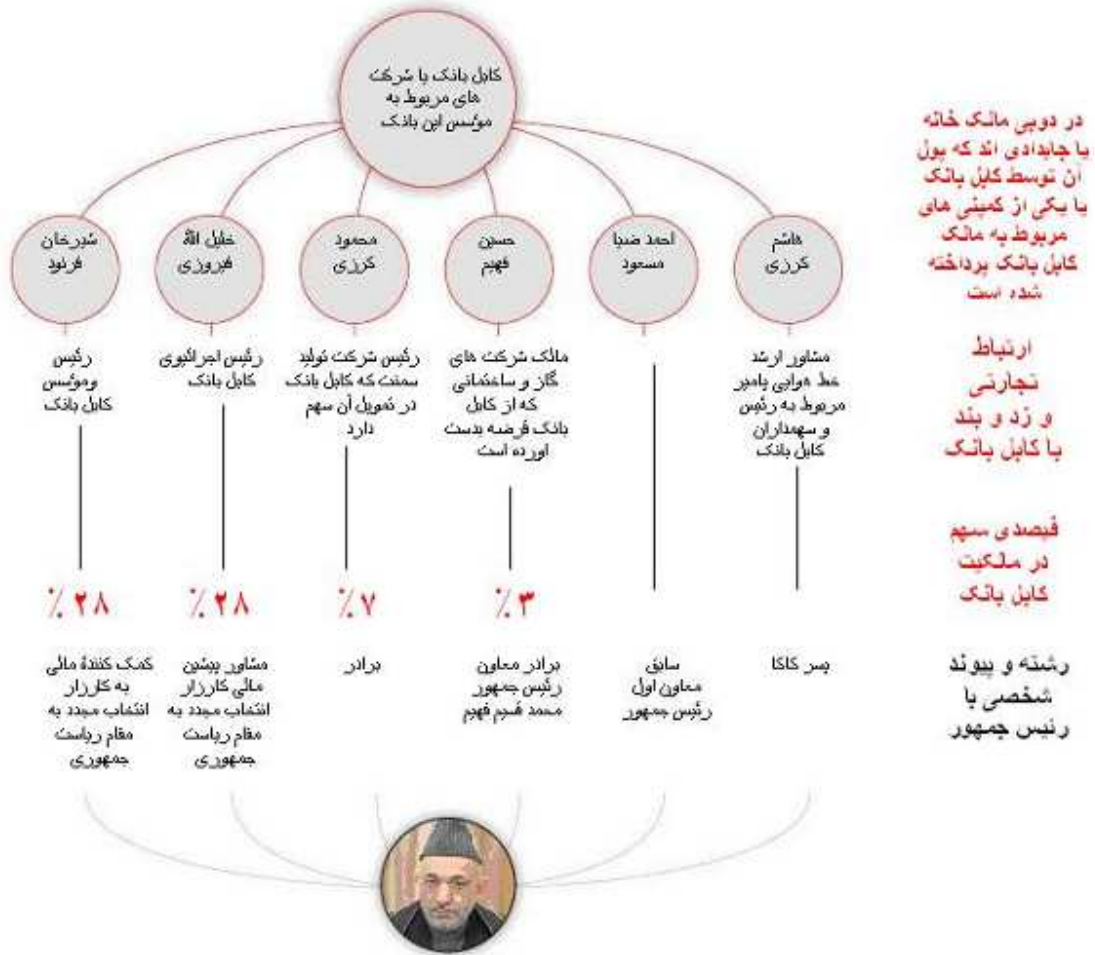 کابل بانک یا شرکت
های مربوط به
مؤسس این بانک
در دوبی مالک خانه
یا جایدادی اند که پول
آن توسط کابل بانک
یا یکی از کمپنی های
مربوط به مالک
کابل بانک پرداخته
شده است
هاشم
کرزی
احمد ضیا
مسعود
حسین
فهیم
محمود
کرزی
خلیل الله
فیروزی
شیرخان
فرنود
ارتباط
تجارتی
و زد و بند
با کابل بانک
مشاور ارشد
خط هوایی پامیر
مربوط به رئیس
و سهمداران
کابل بانک
مالک شرکت های
گاز و ساختمانی
که از کابل
بانک قرضه بدست
آورده است
رئیس شرکت تولید
سمنت که کابل بانک
در تمویل آن سهم
دارد
رئیس اجرائیوی
کابل بانک
رئیس
ومؤسس
کابل بانک
فیصدی سهم
در مالکیت
کابل بانک
٪۳
٪۷
٪۲۸
٪۲۸
رشته و پیوند
شخصی با
رئیس جمهور
پسر کاکا
سابق
معاون اول
رئیس جمهور
برادر معاون
رئیس جمهور
محمد قسیم فهیم
برادر
مشاور پیشین
مالی کارزار
انتخاب مجدد به
مقام ریاست
جمهوری
کمک کنندهٔ مالی
به کارزار
انتخاب مجدد به
مقام ریاست
جمهوری